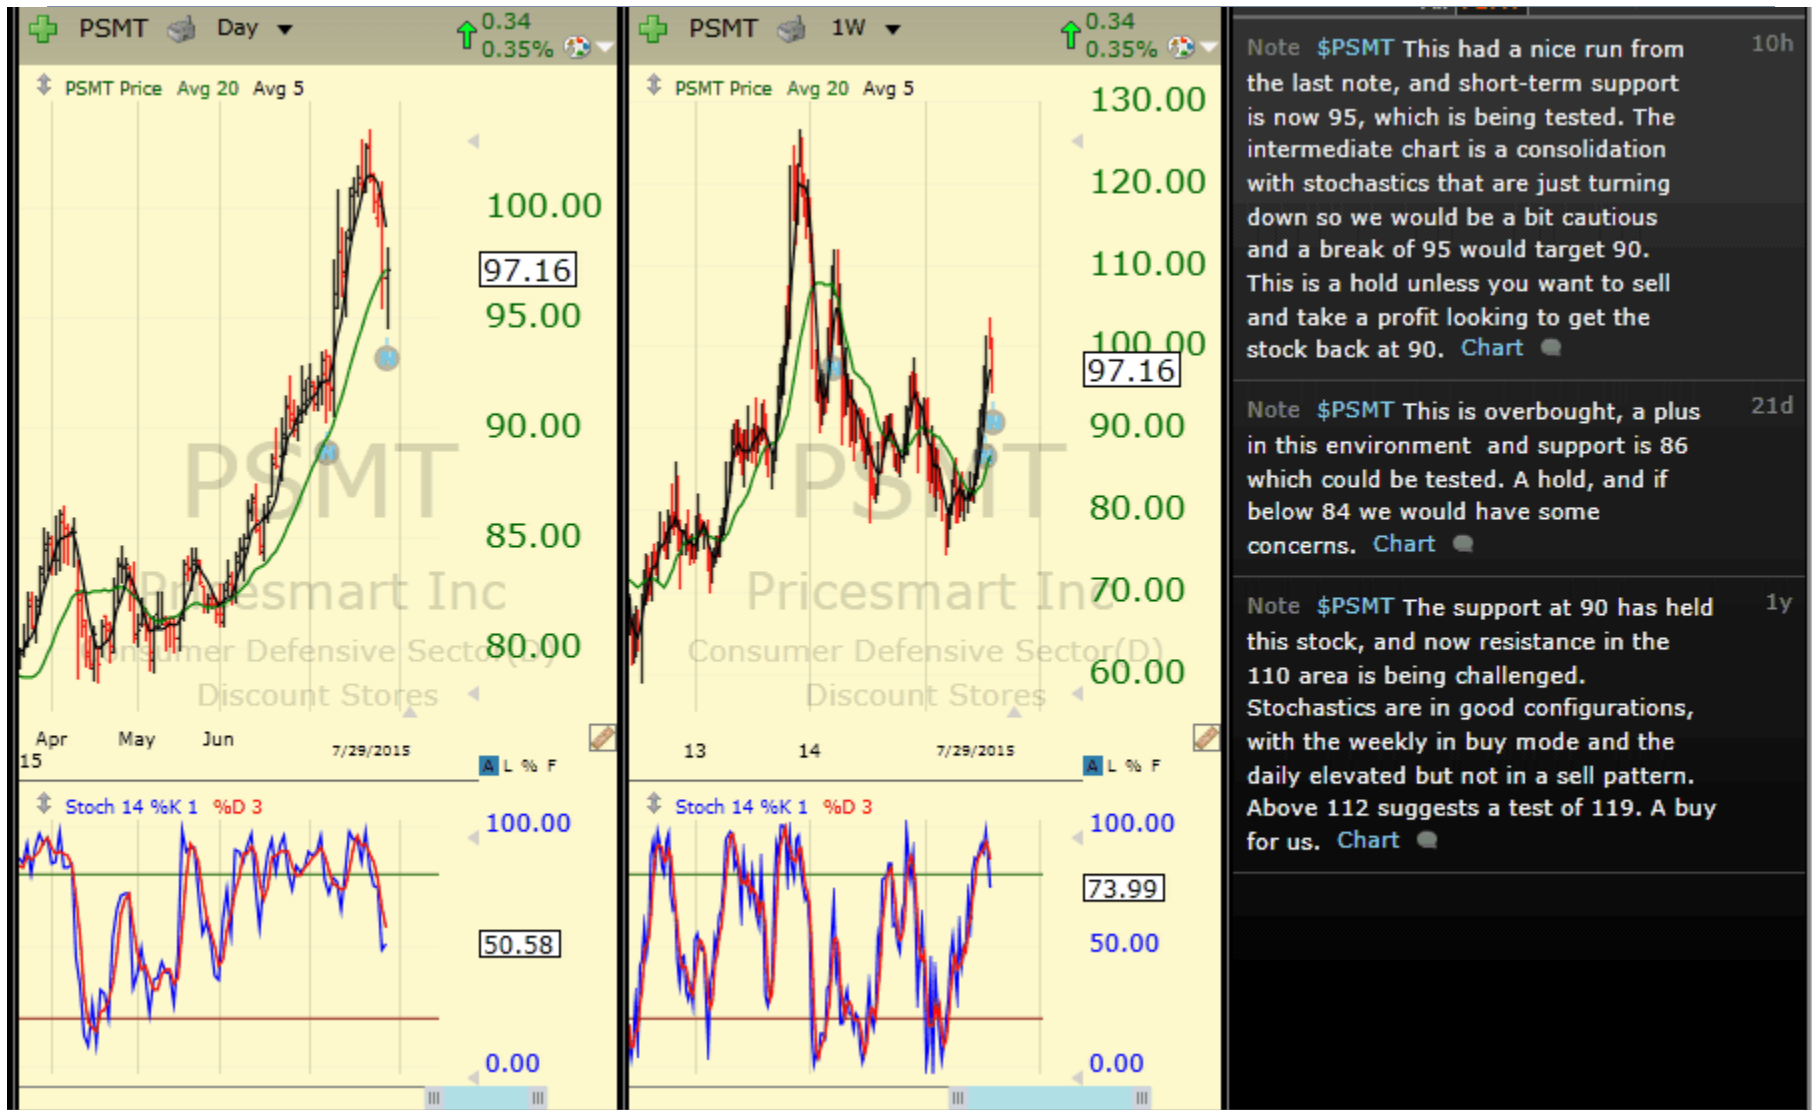 PSMT Day 0.34
0.35%
PSMT Price Avg 20 Avg 5
100.00
97.16
95.00
90.00
85.00
80.00
PSMT
Pricesmart Inc
Consumer Defensive Sector(D)
Discount Stores
Apr May Jun 7/29/2015
15
A L % F
Stoch 14 %K 1 %D 3
100.00
50.58
0.00
PSMT 1W 0.34
0.35%
PSMT Price Avg 20 Avg 5
130.00
120.00
110.00
100.00
97.16
90.00
80.00
70.00
60.00
PSMT
Pricesmart Inc
Consumer Defensive Sector(D)
Discount Stores
13 14 7/29/2015
A L % F
Stoch 14 %K 1 %D 3
100.00
73.99
50.00
0.00
Note $PSMT This had a nice run from 10h
the last note, and short-term support
is now 95, which is being tested. The
intermediate chart is a consolidation
with stochastics that are just turning
down so we would be a bit cautious
and a break of 95 would target 90.
This is a hold unless you want to sell
and take a profit looking to get the
stock back at 90. Chart
Note $PSMT This is overbought, a plus 21d
in this environment and support is 86
which could be tested. A hold, and if
below 84 we would have some
concerns. Chart
Note $PSMT The support at 90 has held 1y
this stock, and now resistance in the
110 area is being challenged.
Stochastics are in good configurations,
with the weekly in buy mode and the
daily elevated but not in a sell pattern.
Above 112 suggests a test of 119. A buy
for us. Chart